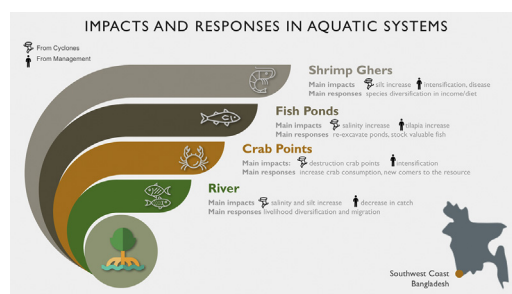 IMPACTS AND RESPONSES IN AQUATIC SYSTEMS
From Cyclones
From Management
Shrimp Ghers
Main impacts silt increase intensification, disease
Main responses species diversification in income/diet
Fish Ponds
Main impacts salinity increase tilapia increase
Main responses re-excavate ponds, stock valuable fish
Crab Points
Main impacts: destruction crab points intensification
Main responses increase crab consumption, new comers to the resource
River
Main impacts salinity and silt increase decrease in catch
Main responses livelihood diversification and migration
Southwest Coast
Bangladesh